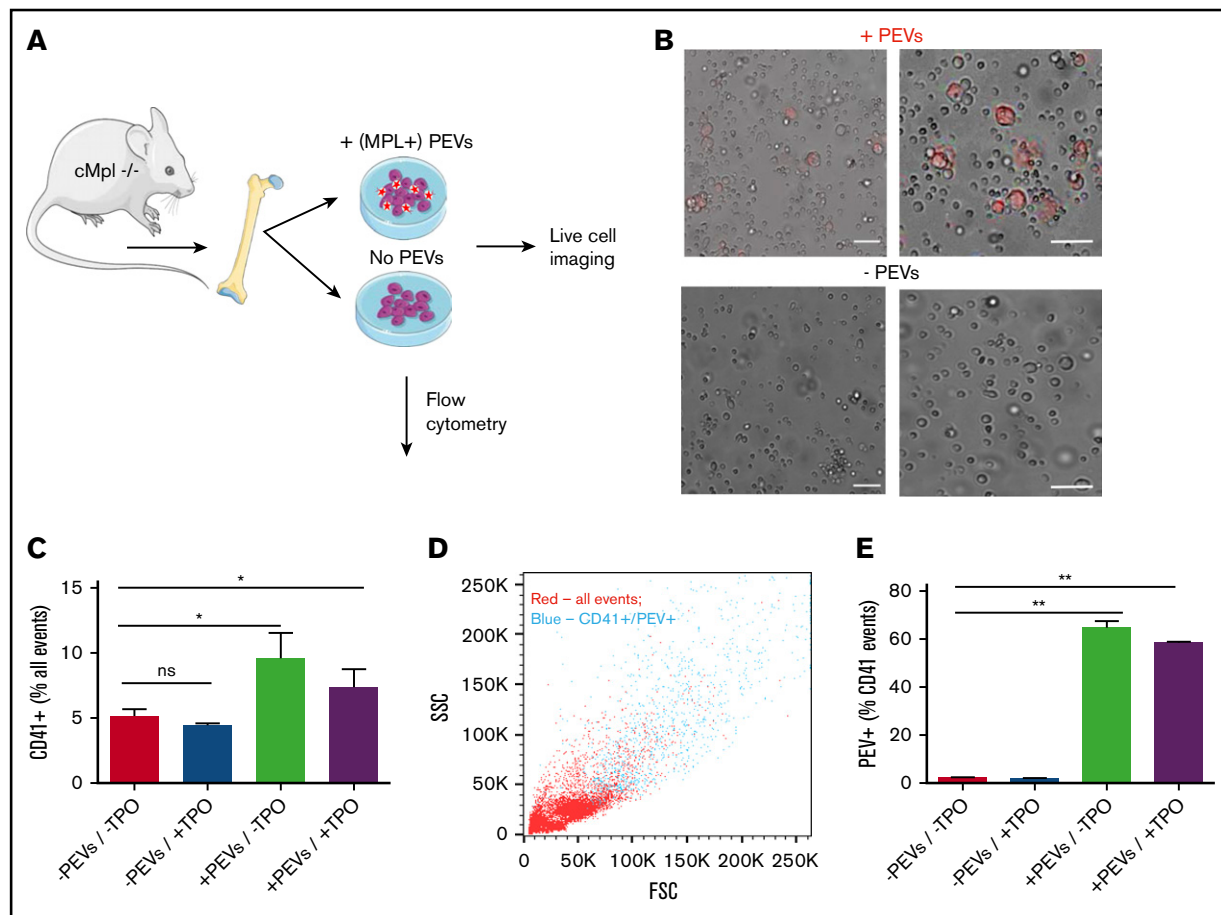 A
cMpl -/-
+ (MPL+) PEVs
No PEVs
Live cell
imaging
Flow
cytometry
B
+ PEVs
- PEVs
C
CD41+ (% all events)
15
10
5
0
*
*
ns
-PEVs / -TPO
-PEVs / +TPO
+PEVs / -TPO
+PEVs / +TPO
D
Red – all events;
Blue – CD41+/PEV+
SSC
250K
200K
150K
100K
50K
0
0
50K
100K
150K
200K
250K
FSC
E
PEV+ (% CD41 events)
80
60
40
20
0
**
**
-PEVs / -TPO
-PEVs / +TPO
+PEVs / -TPO
+PEVs / +TPO